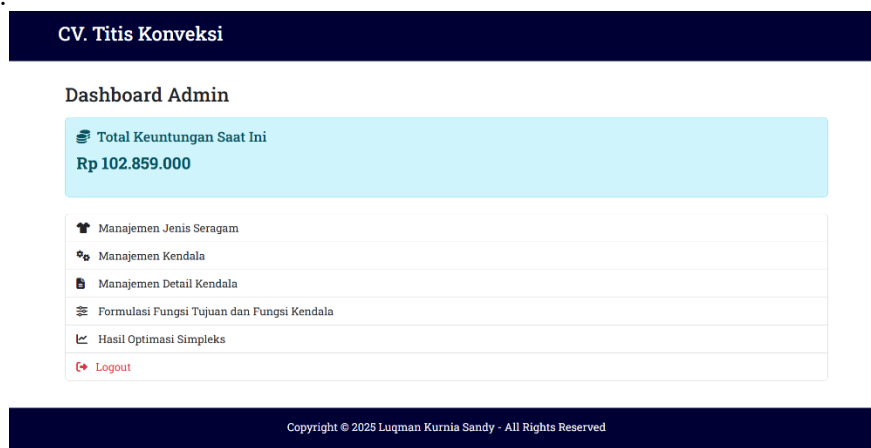 CV. Titis Konveksi
Dashboard Admin
Total Keuntungan Saat Ini
Rp 102.859.000
Manajemen Jenis Seragam
Manajemen Kendala
Manajemen Detail Kendala
Formulasi Fungsi Tujuan dan Fungsi Kendala
Hasil Optimasi Simpleks
Logout
Copyright © 2025 Luqman Kurnia Sandy - All Rights Reserved